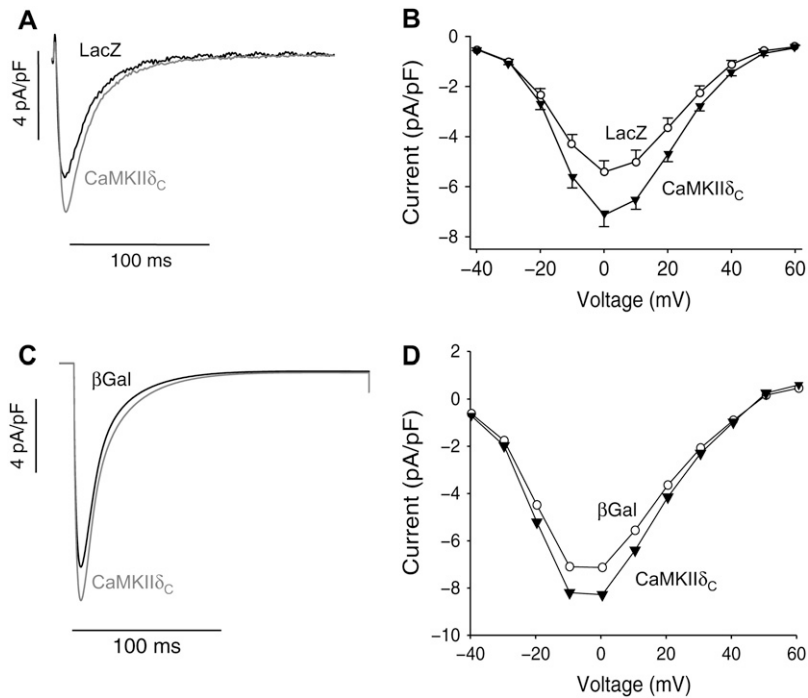 A
LacZ
4 pA/pF
CaMKIIδC
100 ms
B
0
−2
−4
−6
−8
Current (pA/pF)
LacZ
CaMKIIδC
−40 −20 0 20 40 60
Voltage (mV)
C
βGal
4 pA/pF
CaMKIIδC
100 ms
D
2
0
−2
−4
−6
−8
−10
Current (pA/pF)
βGal
CaMKIIδC
−40 −20 0 20 40 60
Voltage (mV)